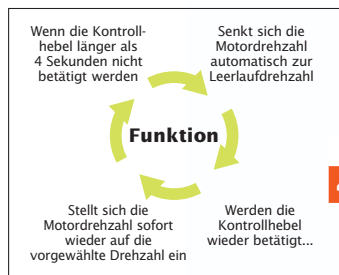 Wenn die Kontroll-
hebel länger als
4 Sekunden nicht
betätigt werden
Senkt sich die
Motordrehzahl
automatisch zur
Leerlaufdrehzahl
Funktion
Stellt sich die
Motordrehzahl sofort
wieder auf die
vorgewählte Drehzahl ein
Werden die
Kontrollhebel
wieder betätigt...